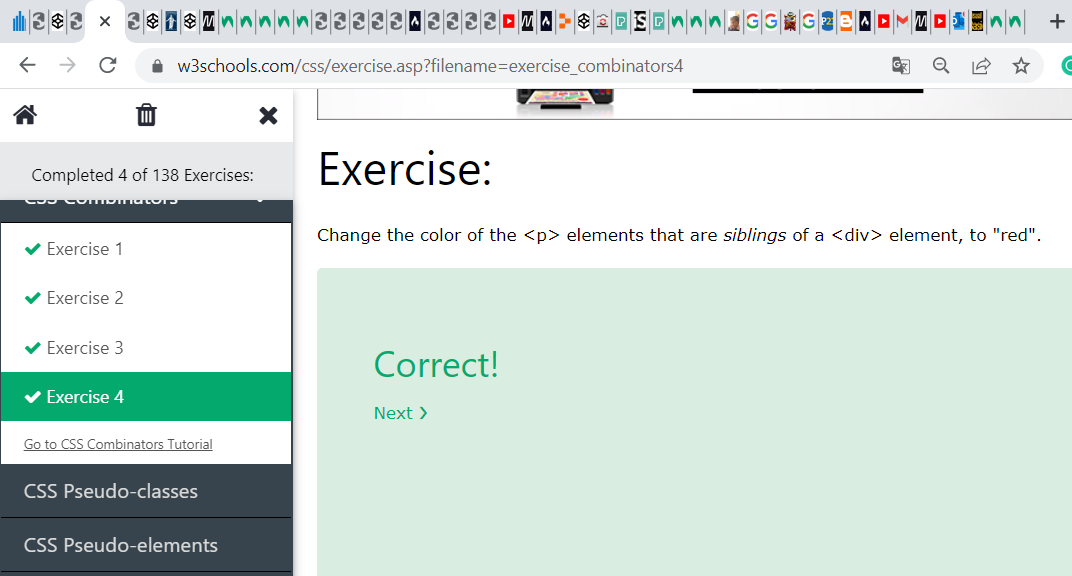 w3schools.com/css/exercise.asp?filename=exercise_combinators4
Completed 4 of 138 Exercises:
CSS Combinators
Exercise 1
Exercise 2
Exercise 3
Exercise 4
Go to CSS Combinators Tutorial
CSS Pseudo-classes
CSS Pseudo-elements
Exercise:
Change the color of the <p> elements that are siblings of a <div> element, to "red".
Correct!
Next ❯